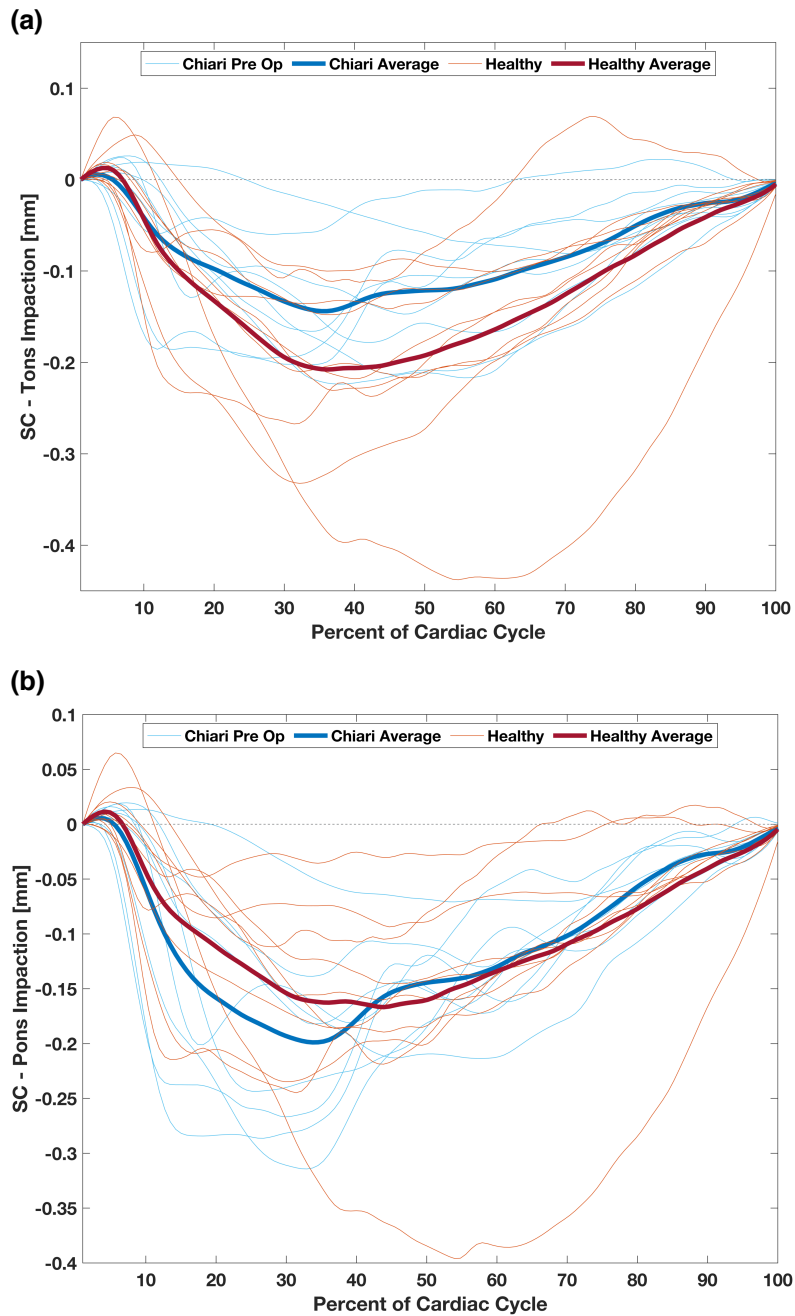 (a)
Chiari Pre Op Chiari Average Healthy Healthy Average
0.1
0
-0.1
-0.2
-0.3
-0.4
SC - Tons Impaction [mm]
10 20 30 40 50 60 70 80 90 100
Percent of Cardiac Cycle
(b)
Chiari Pre Op Chiari Average Healthy Healthy Average
0.1
0.05
0
-0.05
-0.1
-0.15
-0.2
-0.25
-0.3
-0.35
-0.4
SC - Pons Impaction [mm]
10 20 30 40 50 60 70 80 90 100
Percent of Cardiac Cycle